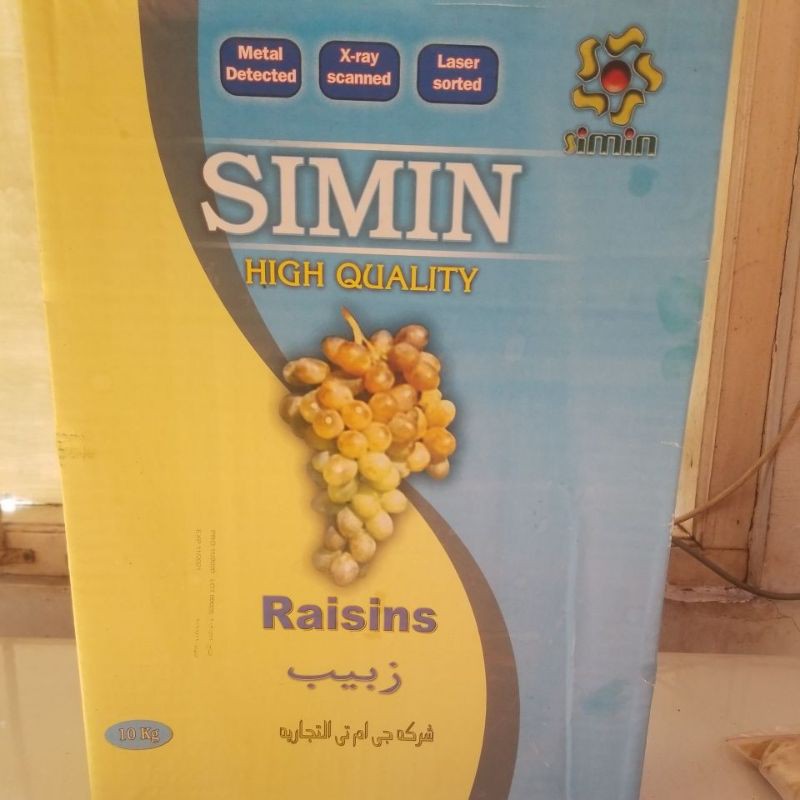 Metal
Detected
X-ray
scanned
Laser
sorted
simin
SIMIN
HIGH QUALITY
Raisins
زبيب
10 Kg
شركه جى ام تى التجاريه